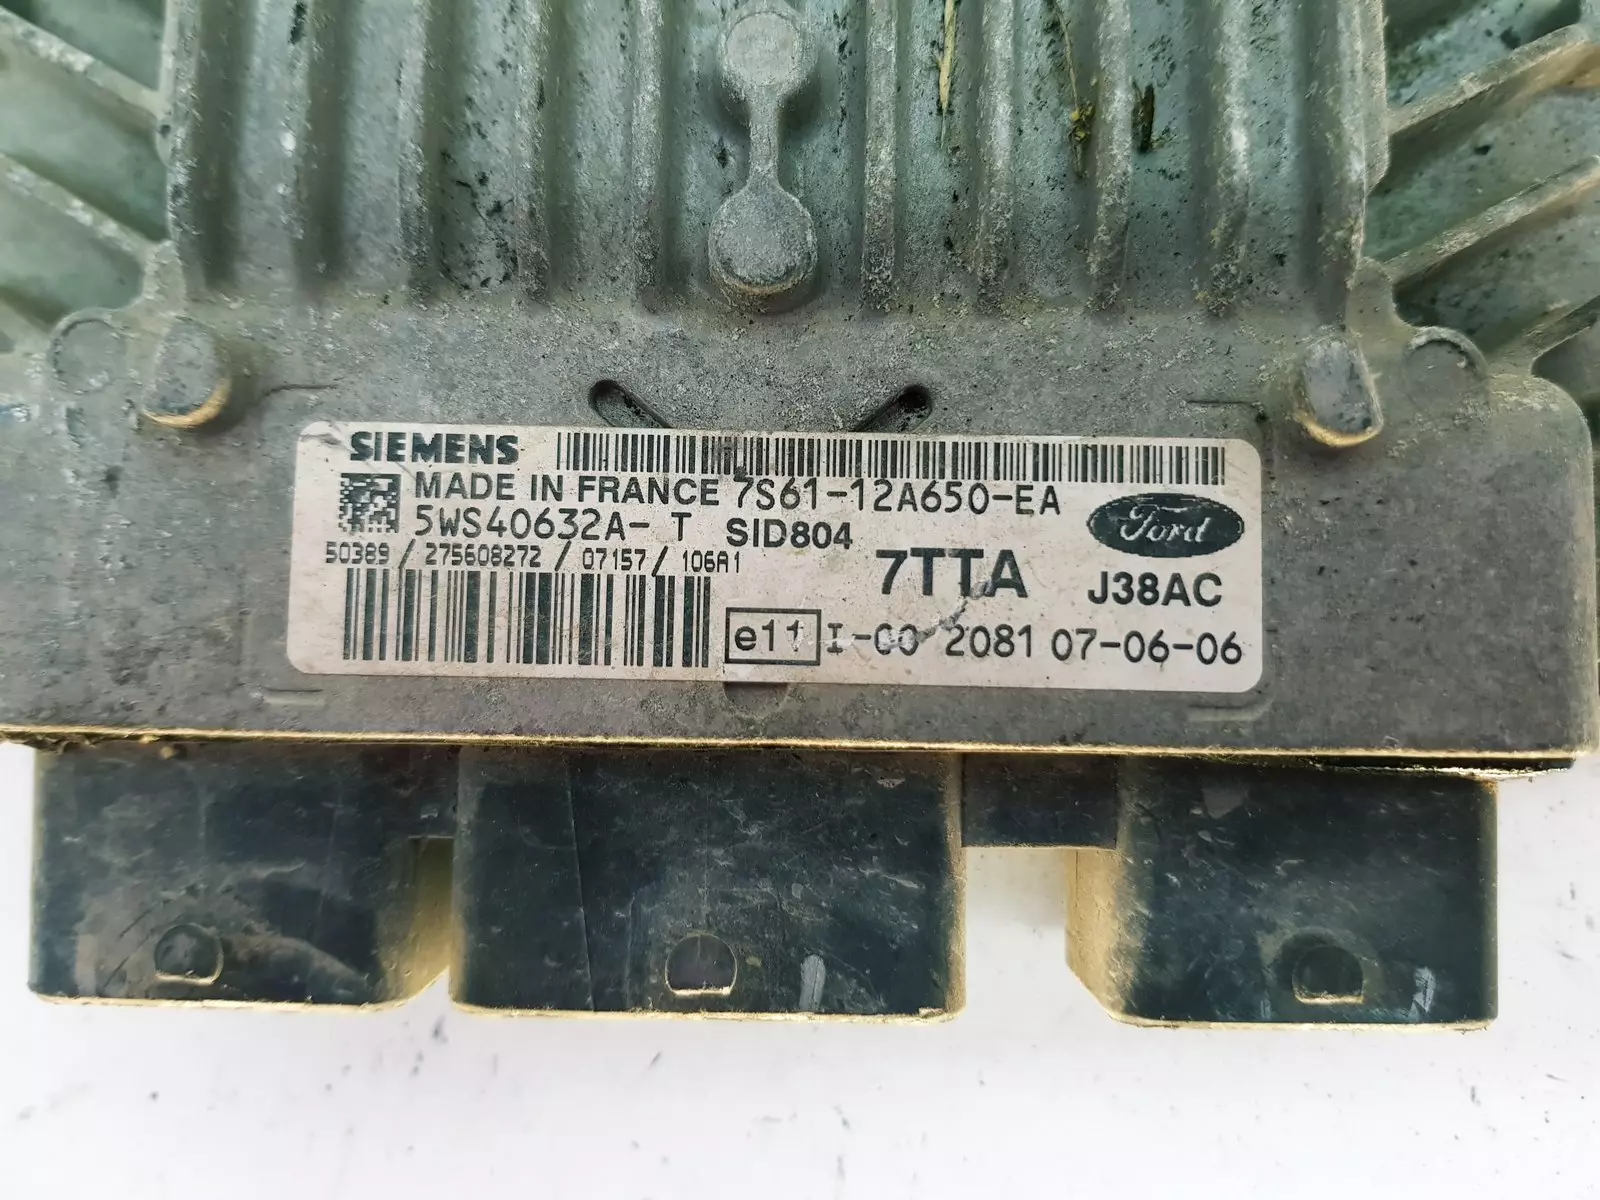 SIEMENS
MADE IN FRANCE 7S61-12A650-EA
5WS40632A- T SID804
Ford
50389 / 275608272 / 07157 / 106A1
7TTA J38AC
e11 I-00 2081 07-06-06